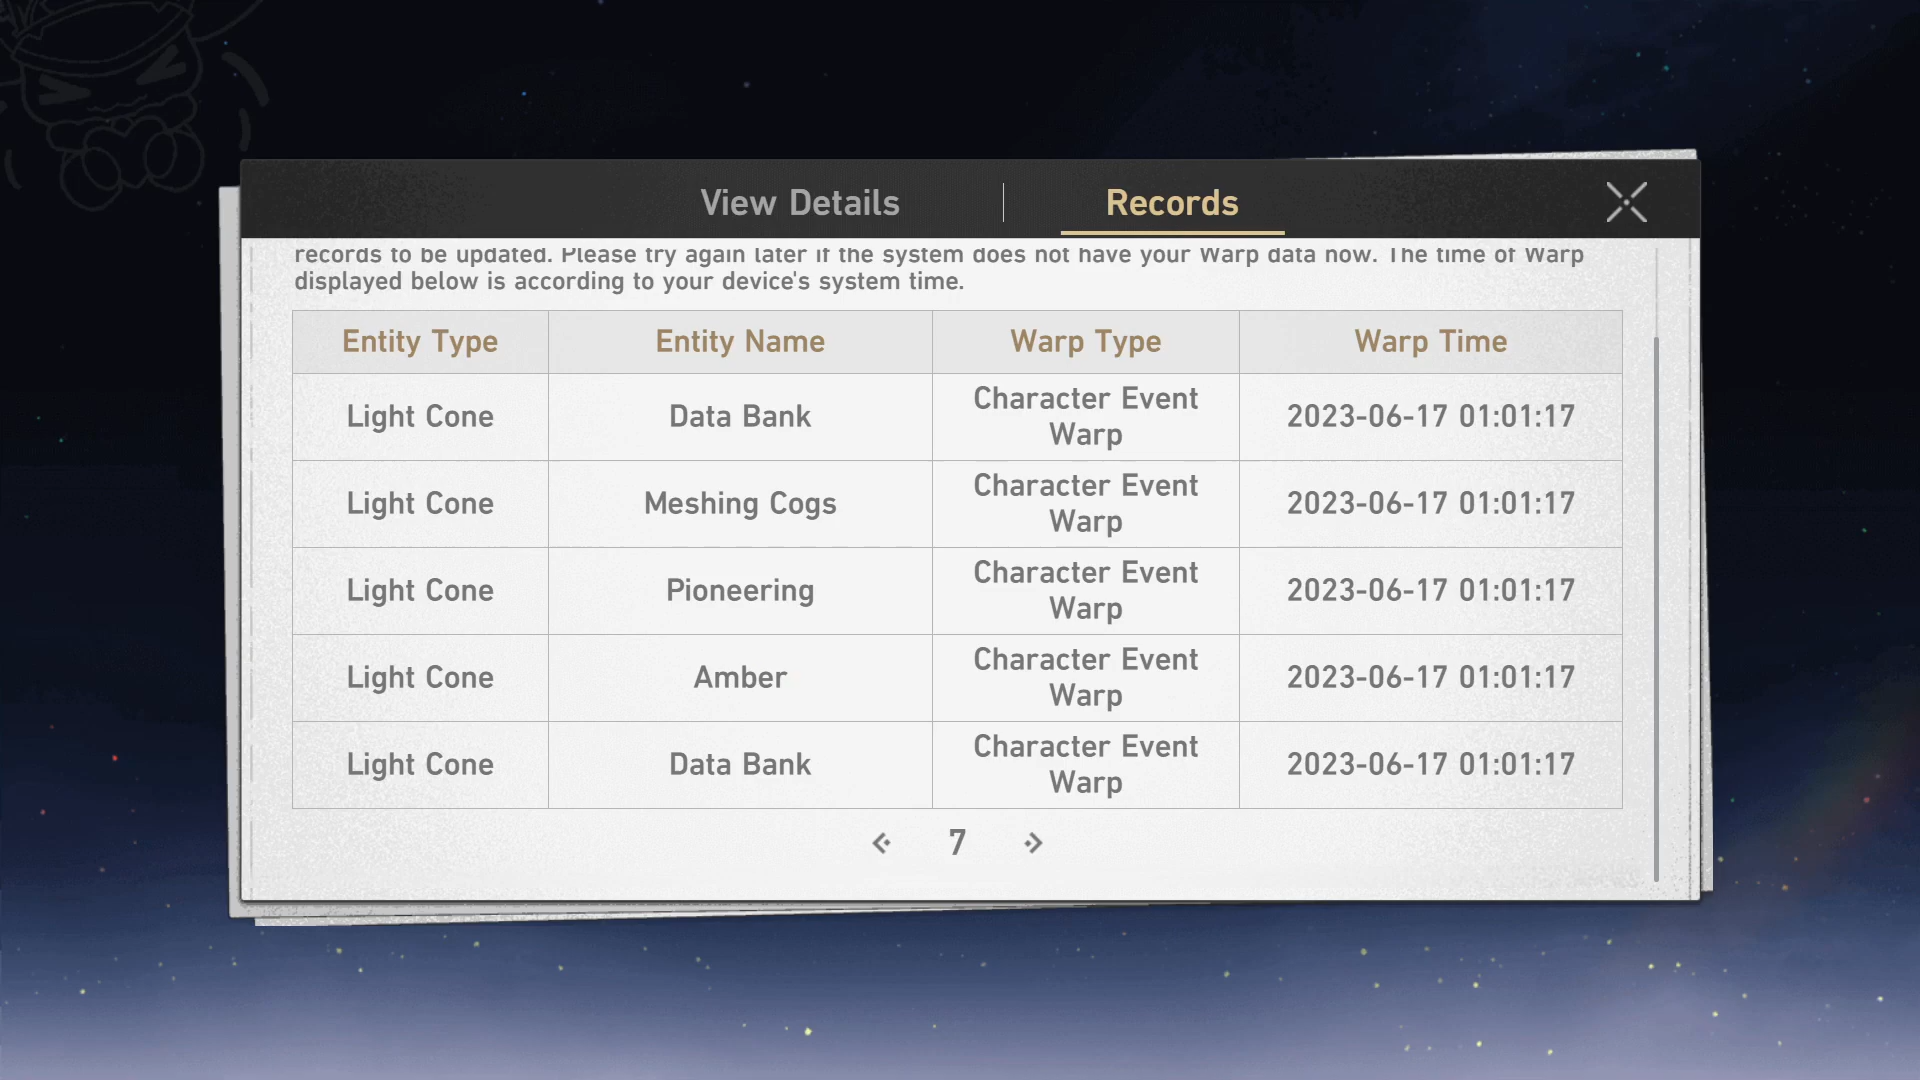 View Details
Records
records to be updated. Please try again later if the system does not have your Warp data now. The time of Warp
displayed below is according to your device's system time.
Entity Type Entity Name Warp Type Warp Time
Light Cone Data Bank Character Event Warp 2023-06-17 01:01:17
Light Cone Meshing Cogs Character Event Warp 2023-06-17 01:01:17
Light Cone Pioneering Character Event Warp 2023-06-17 01:01:17
Light Cone Amber Character Event Warp 2023-06-17 01:01:17
Light Cone Data Bank Character Event Warp 2023-06-17 01:01:17
7